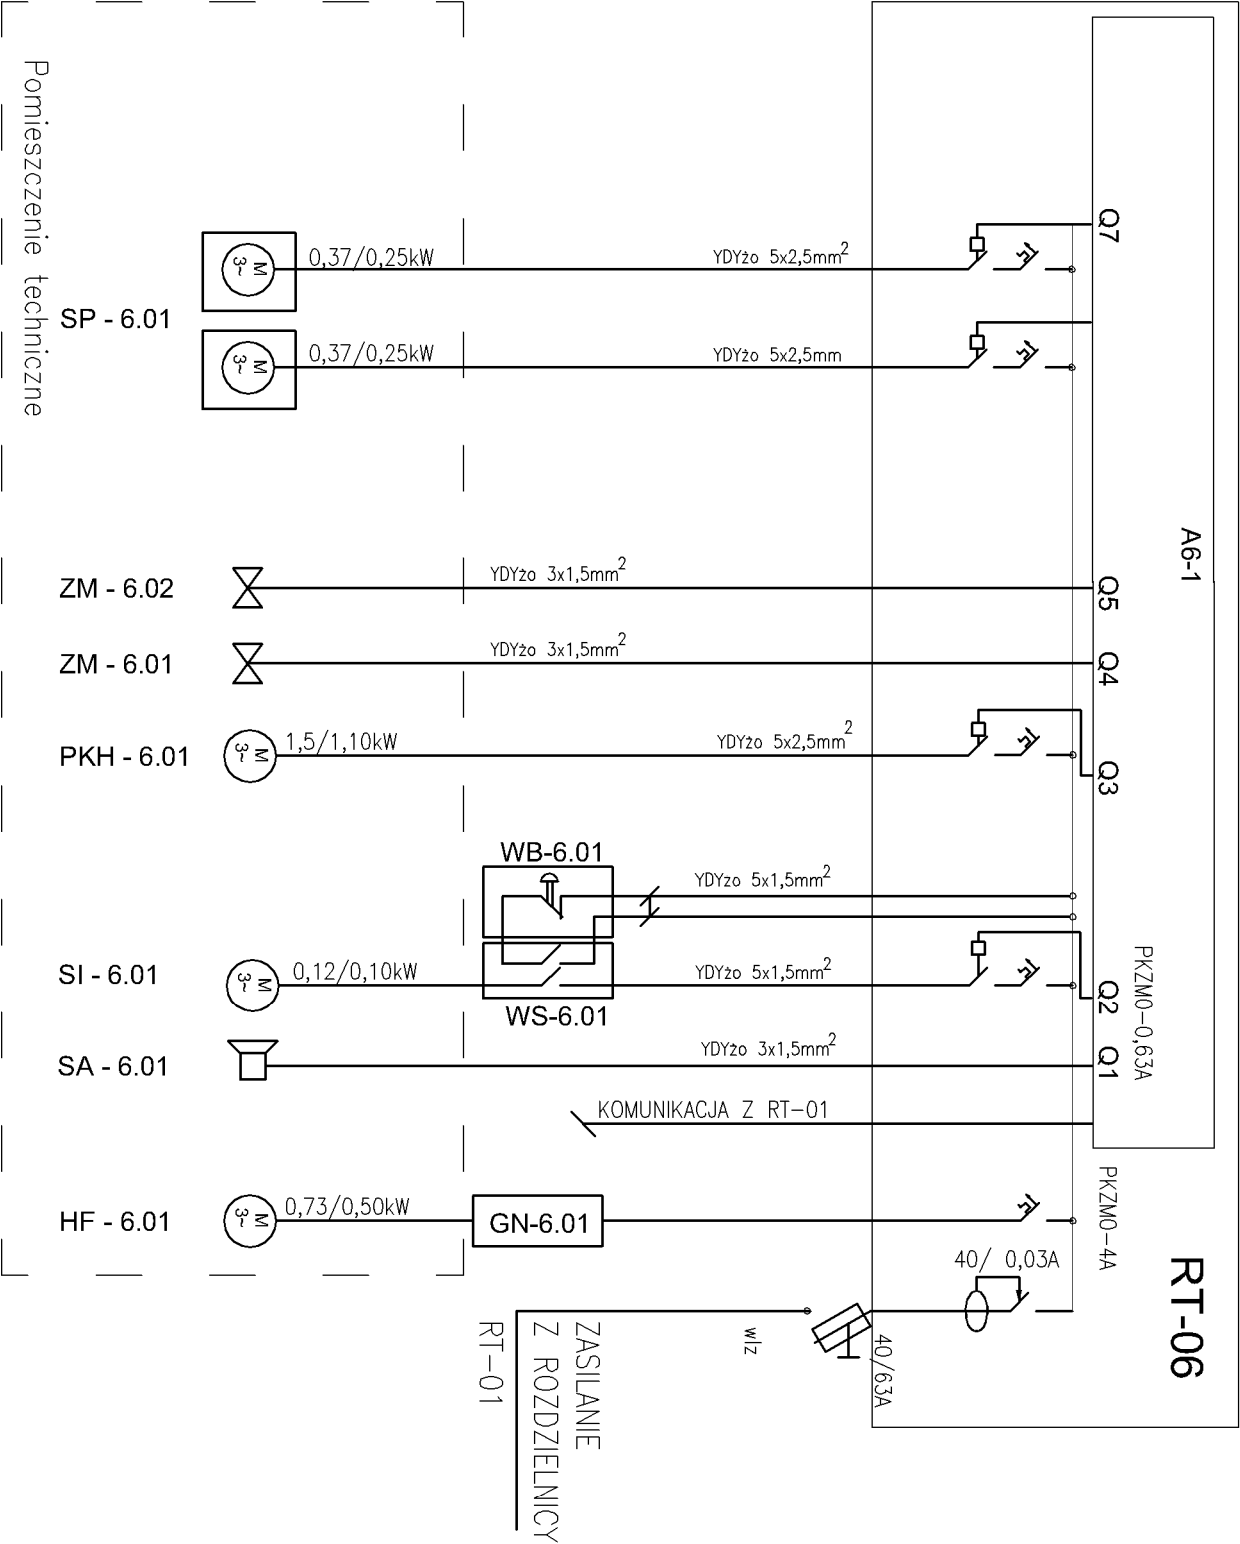 Pomieszczenie techniczne
Q7
M
3~
0,37/0,25kW
YDYżo 5x2,5mm2
SP - 6.01
M
3~
0,37/0,25kW
YDYżo 5x2,5mm
A6-1
ZM - 6.02
YDYżo 3x1,5mm2
Q5
ZM - 6.01
YDYżo 3x1,5mm2
Q4
PKH - 6.01
M
3~
1,5/1,10kW
YDYżo 5x2,5mm2
Q3
WB-6.01
YDYżo 5x1,5mm2
SI - 6.01
M
3~
0,12/0,10kW
YDYżo 5x1,5mm2
Q2
PKZM0-0,63A
WS-6.01
SA - 6.01
YDYżo 3x1,5mm2
Q1
KOMUNIKACJA Z RT-01
HF - 6.01
M
3~
0,73/0,50kW
GN-6.01
PKZM0-4A
40/ 0,03A
RT-06
40/63A
wlz
ZASILANIE
Z ROZDZIELNICY
RT-01